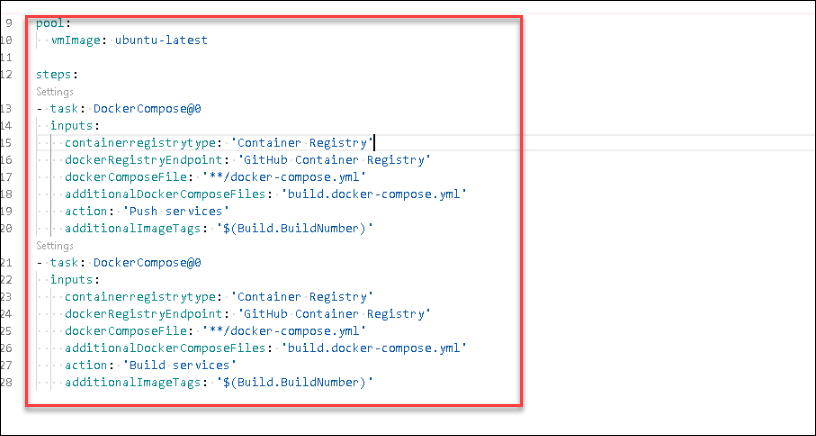 9 pool:
10 vmImage: ubuntu-latest
11
12 steps:
Settings
13 - task: DockerCompose@0
14 inputs:
15 containerregistrytype: 'Container Registry'
16 dockerRegistryEndpoint: 'GitHub Container Registry'
17 dockerComposeFile: '**/docker-compose.yml'
18 additionalDockerComposeFiles: 'build.docker-compose.yml'
19 action: 'Push services'
20 additionalImageTags: '$(Build.BuildNumber)'
Settings
21 - task: DockerCompose@0
22 inputs:
23 containerregistrytype: 'Container Registry'
24 dockerRegistryEndpoint: 'GitHub Container Registry'
25 dockerComposeFile: '**/docker-compose.yml'
26 additionalDockerComposeFiles: 'build.docker-compose.yml'
27 action: 'Build services'
28 additionalImageTags: '$(Build.BuildNumber)'